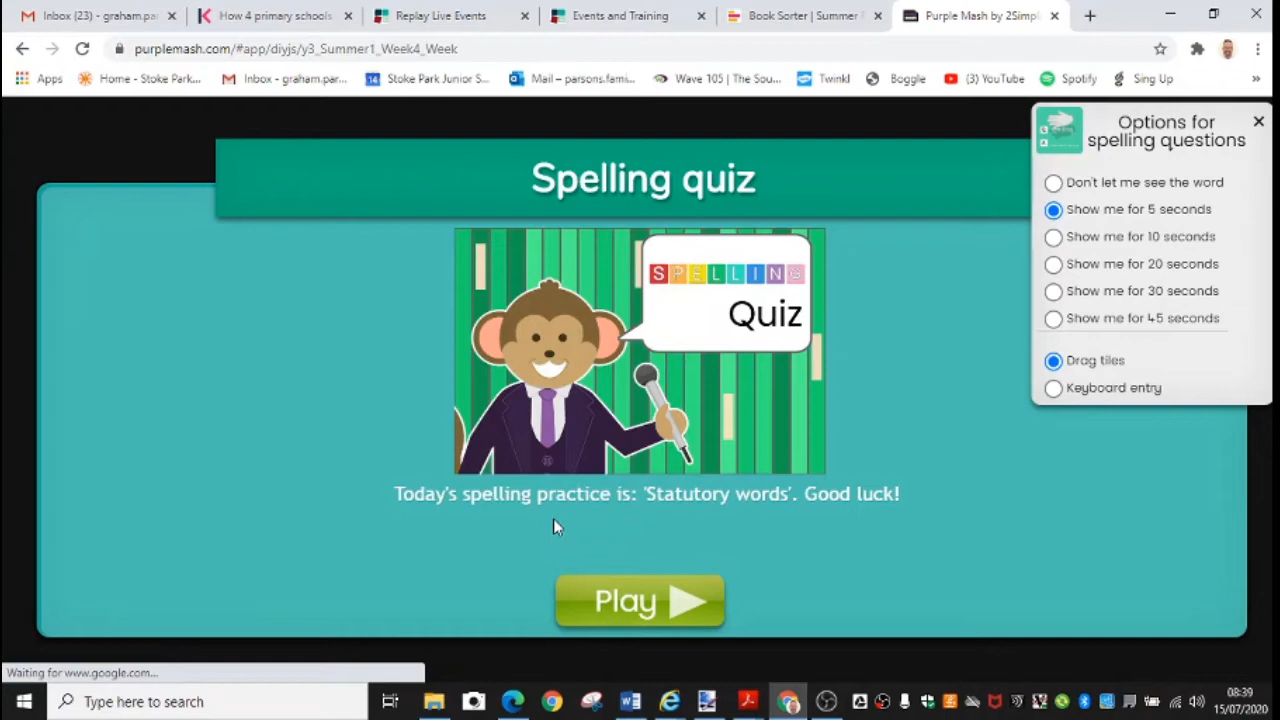 Inbox (23) - graham.par
How 4 primary schools
Replay Live Events
Events and Training
Book Sorter | Summer
Purple Mash by 2Simpl
purplemash.com/#app/diyjs/y3_Summer1_Week4_Week
Apps
Home - Stoke Park...
Inbox - graham.par...
Stoke Park Junior S...
Mail – parsons.fami...
Wave 105 | The Sou...
Twinkl
Boggle
(3) YouTube
Spotify
Sing Up
Options for
spelling questions
Don't let me see the word
Show me for 5 seconds
Show me for 10 seconds
Show me for 20 seconds
Show me for 30 seconds
Show me for 45 seconds
Drag tiles
Keyboard entry
Spelling quiz
SPELLING
Quiz
Today's spelling practice is: 'Statutory words'. Good luck!
Play
Waiting for www.google.com...
Type here to search
08:39
15/07/2020